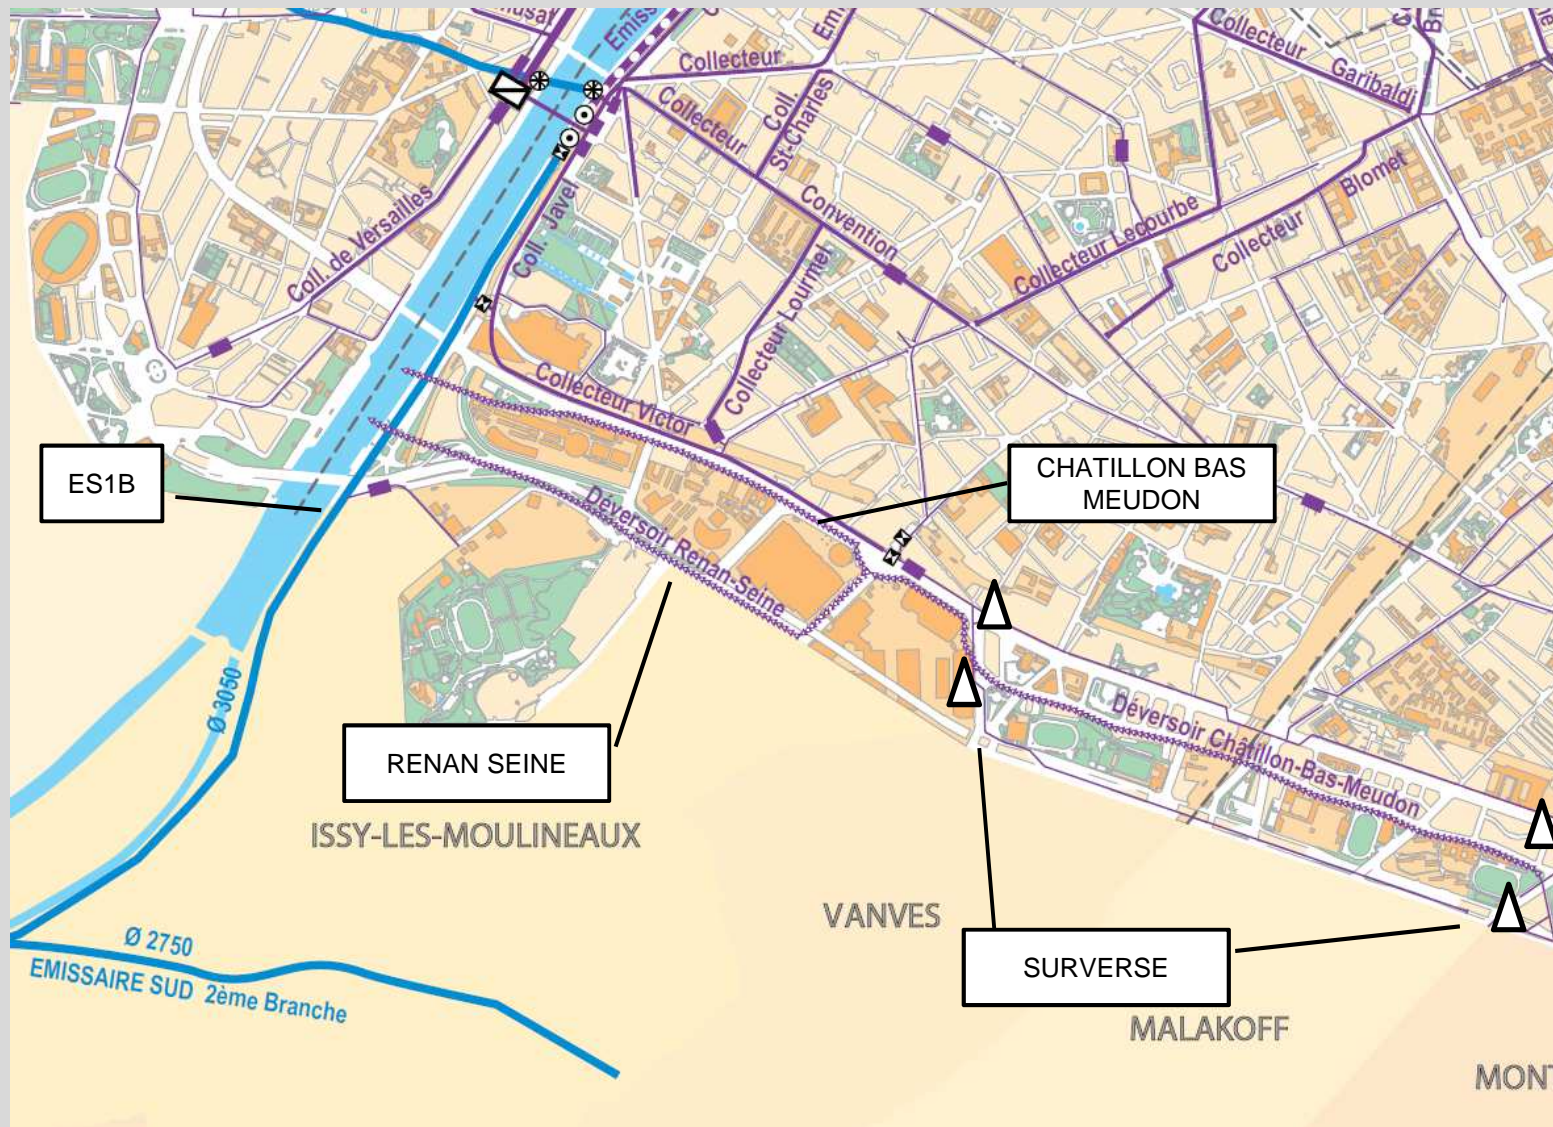 Collecteur
Collecteur
Garibaldi
Collecteur
Coll.
St-Charles
Convention
Blomet
Collecteur Lecourbe
Collecteur
Coll. de Versailles
Coll. Javel
Collecteur Lourmel
Collecteur Victor
ES1B
CHATILLON BAS
MEUDON
Déversoir Renan-Seine
Ø 3050
RENAN SEINE
Déversoir Châtillon-Bas-Meudon
ISSY-LES-MOULINEAUX
VANVES
SURVERSE
Ø 2750
EMISSAIRE SUD 2ème Branche
MALAKOFF
MONT